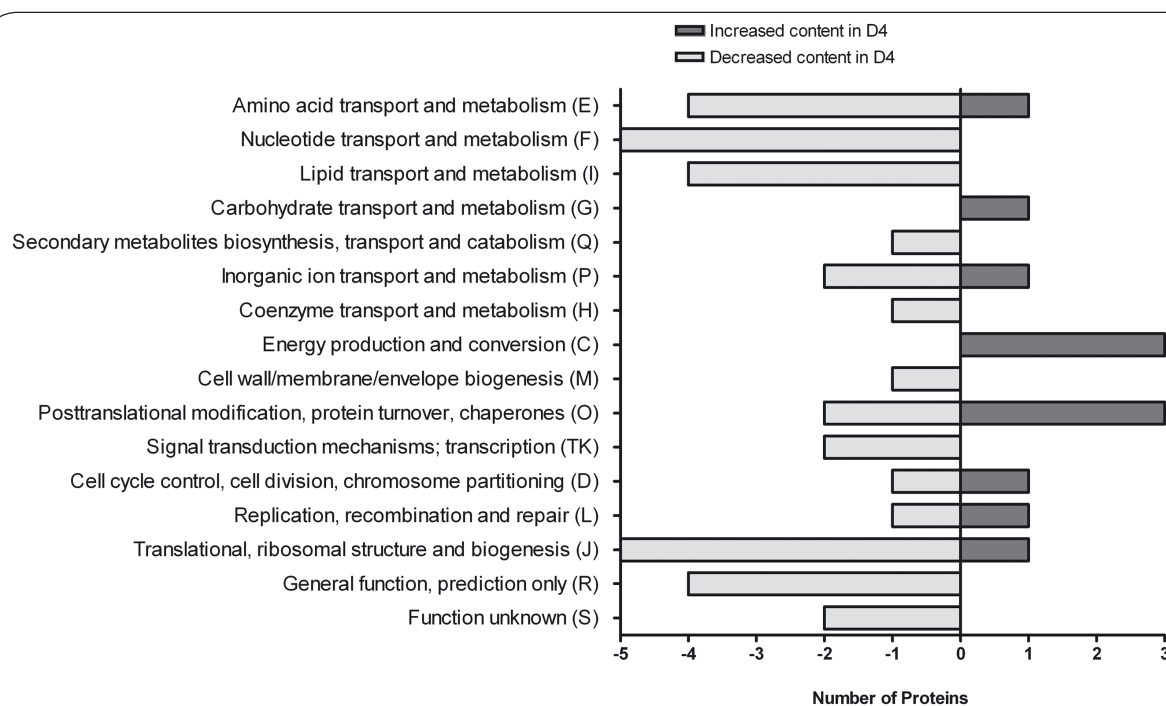 Increased content in D4
Decreased content in D4
Amino acid transport and metabolism (E)
Nucleotide transport and metabolism (F)
Lipid transport and metabolism (I)
Carbohydrate transport and metabolism (G)
Secondary metabolites biosynthesis, transport and catabolism (Q)
Inorganic ion transport and metabolism (P)
Coenzyme transport and metabolism (H)
Energy production and conversion (C)
Cell wall/membrane/envelope biogenesis (M)
Posttranslational modification, protein turnover, chaperones (O)
Signal transduction mechanisms; transcription (TK)
Cell cycle control, cell division, chromosome partitioning (D)
Replication, recombination and repair (L)
Translational, ribosomal structure and biogenesis (J)
General function, prediction only (R)
Function unknown (S)
-5 -4 -3 -2 -1 0 1 2 3
Number of Proteins